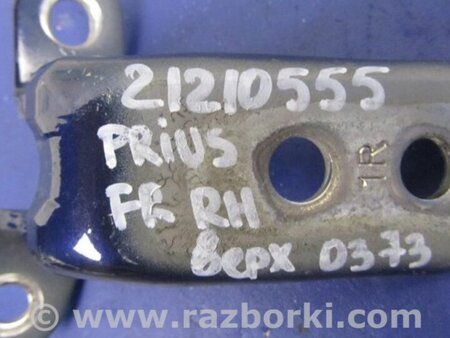 21210555
PRIUS
FR RH
верх 0373
1R
www.razborki.com